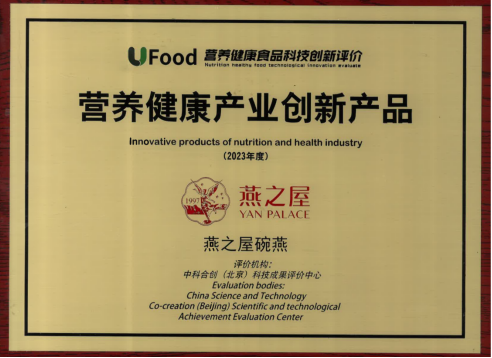 UFood 营养健康食品科技创新评价
Nutrition Healthy food technological innovation evaluate
营养健康产业创新产品
Innovative products of nutrition and health industry
（2023年度）
1997
燕之屋
YAN PALACE
燕之屋碗燕
评价机构：
中科合创（北京）科技成果评价中心
Evaluation bodies:
China Science and Technology
Co-creation (Beijing) Scientific and technological
Achievement Evaluation Center